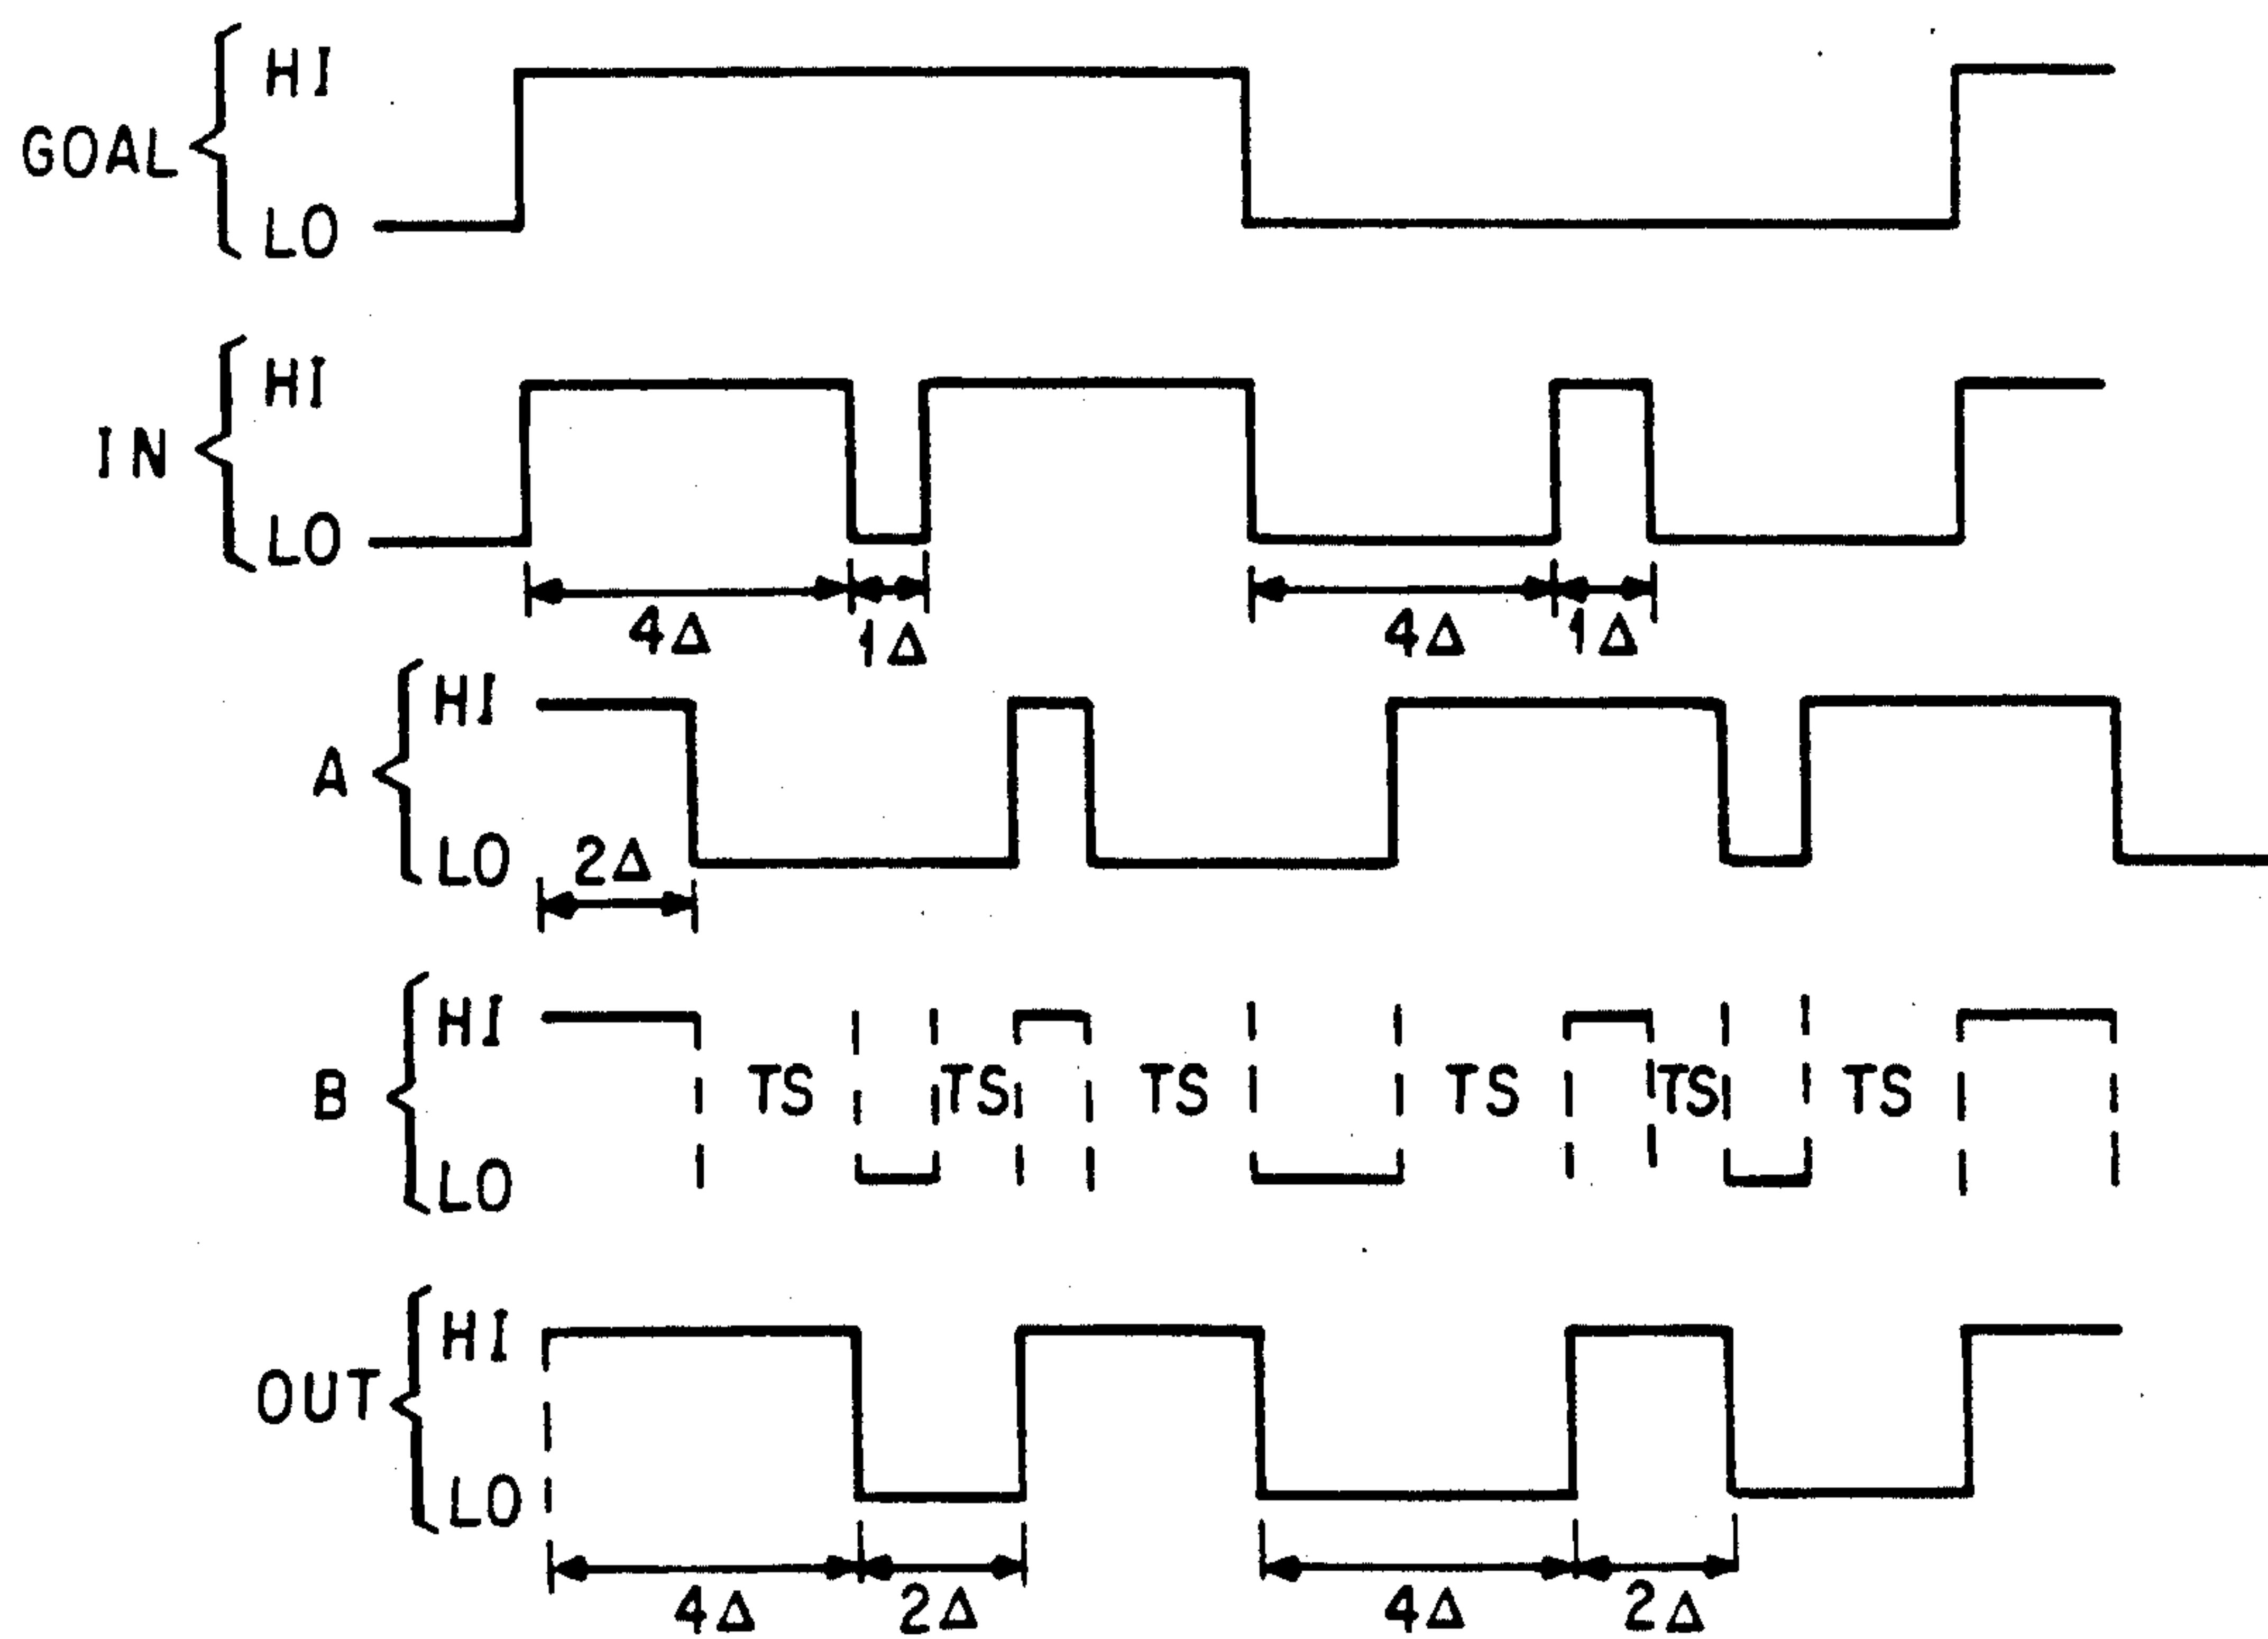 HI
GOAL
LO
HI
IN
LO
4Δ 1Δ 4Δ 1Δ
HI
A
LO 2Δ
HI
B TS TS TS TS TS TS
LO
HI
OUT
LO
4Δ 2Δ 4Δ 2Δ